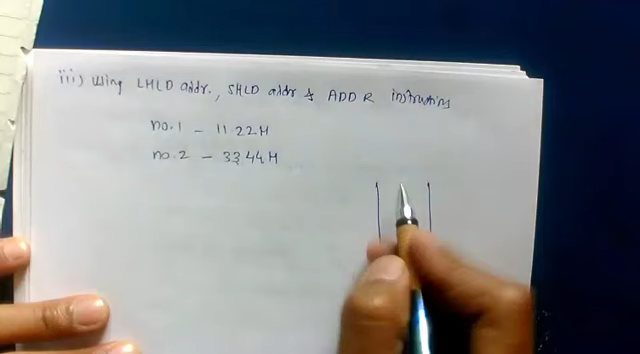 iii) Using LHLD addr., SHLD addr & ADD R instructions
no.1 - 1122H
no.2 - 3344H